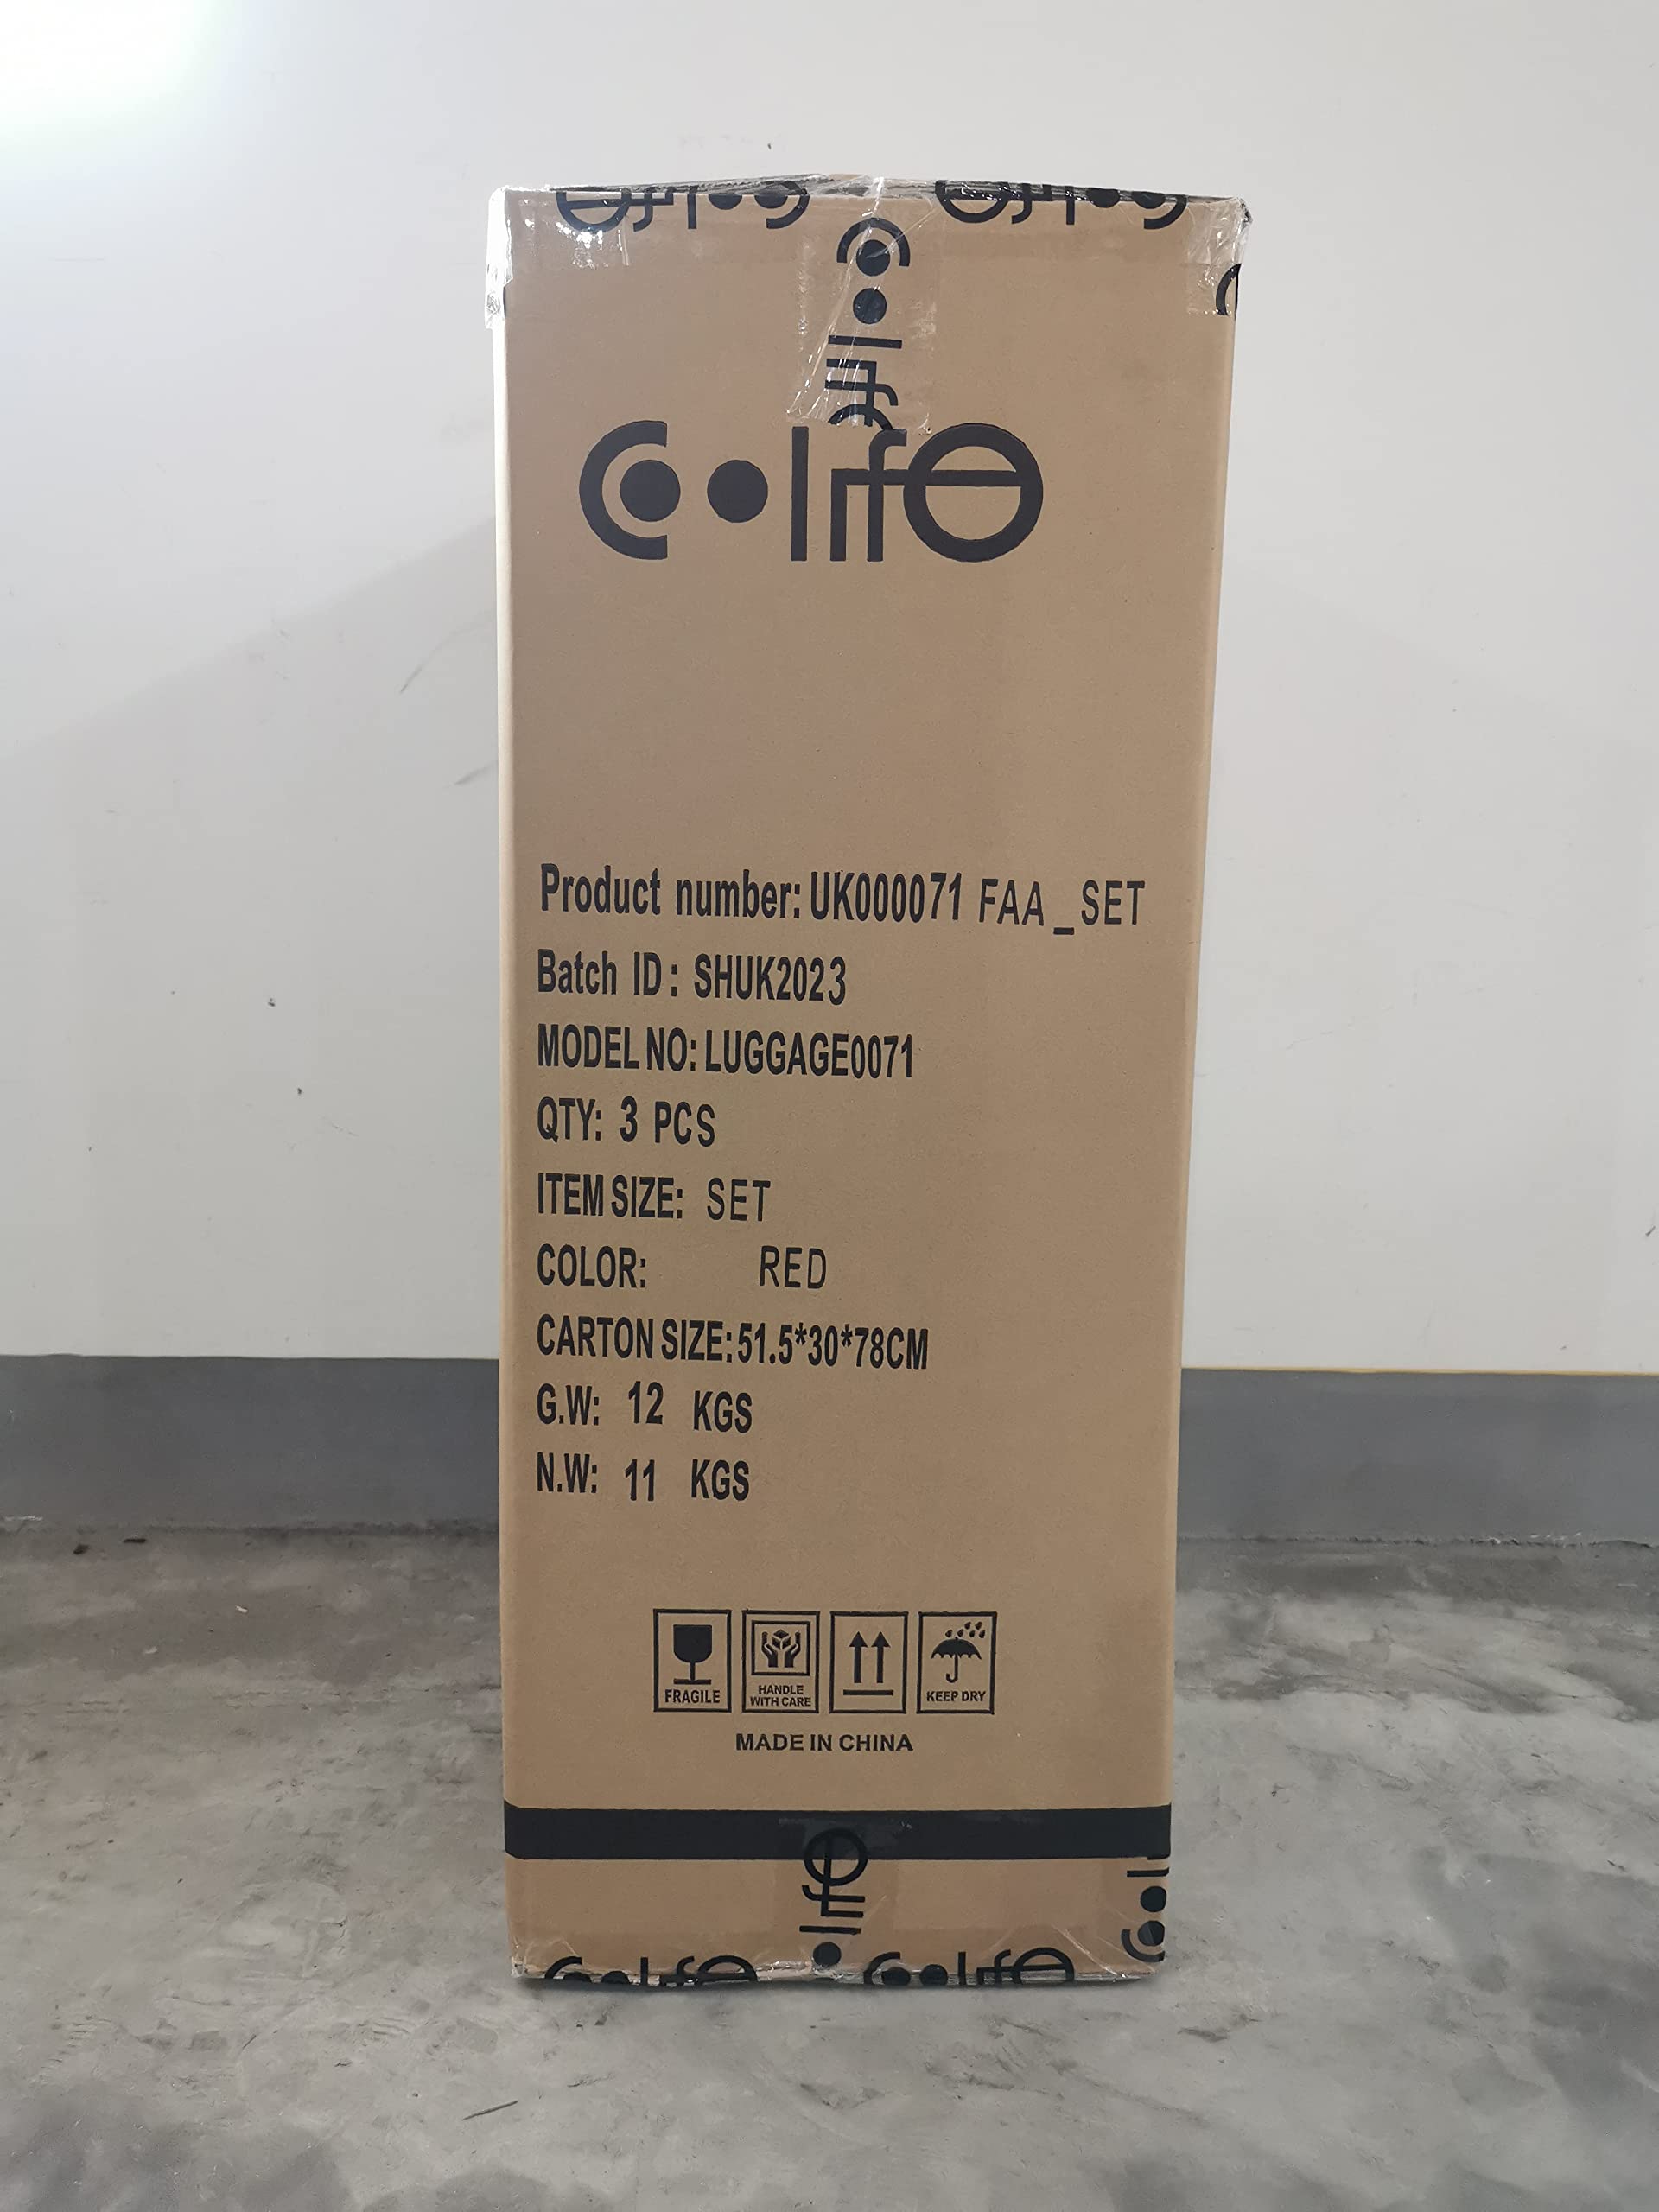 Coolife
Product number: UK000071 FAA_SET
Batch ID: SHUK2023
MODEL NO: LUGGAGE0071
QTY: 3 PCS
ITEM SIZE: SET
COLOR: RED
CARTON SIZE: 51.5*30*78CM
G.W: 12 KGS
N.W: 11 KGS
FRAGILE
HANDLE
WITH CARE
KEEP DRY
MADE IN CHINA
Coolife
Coolife